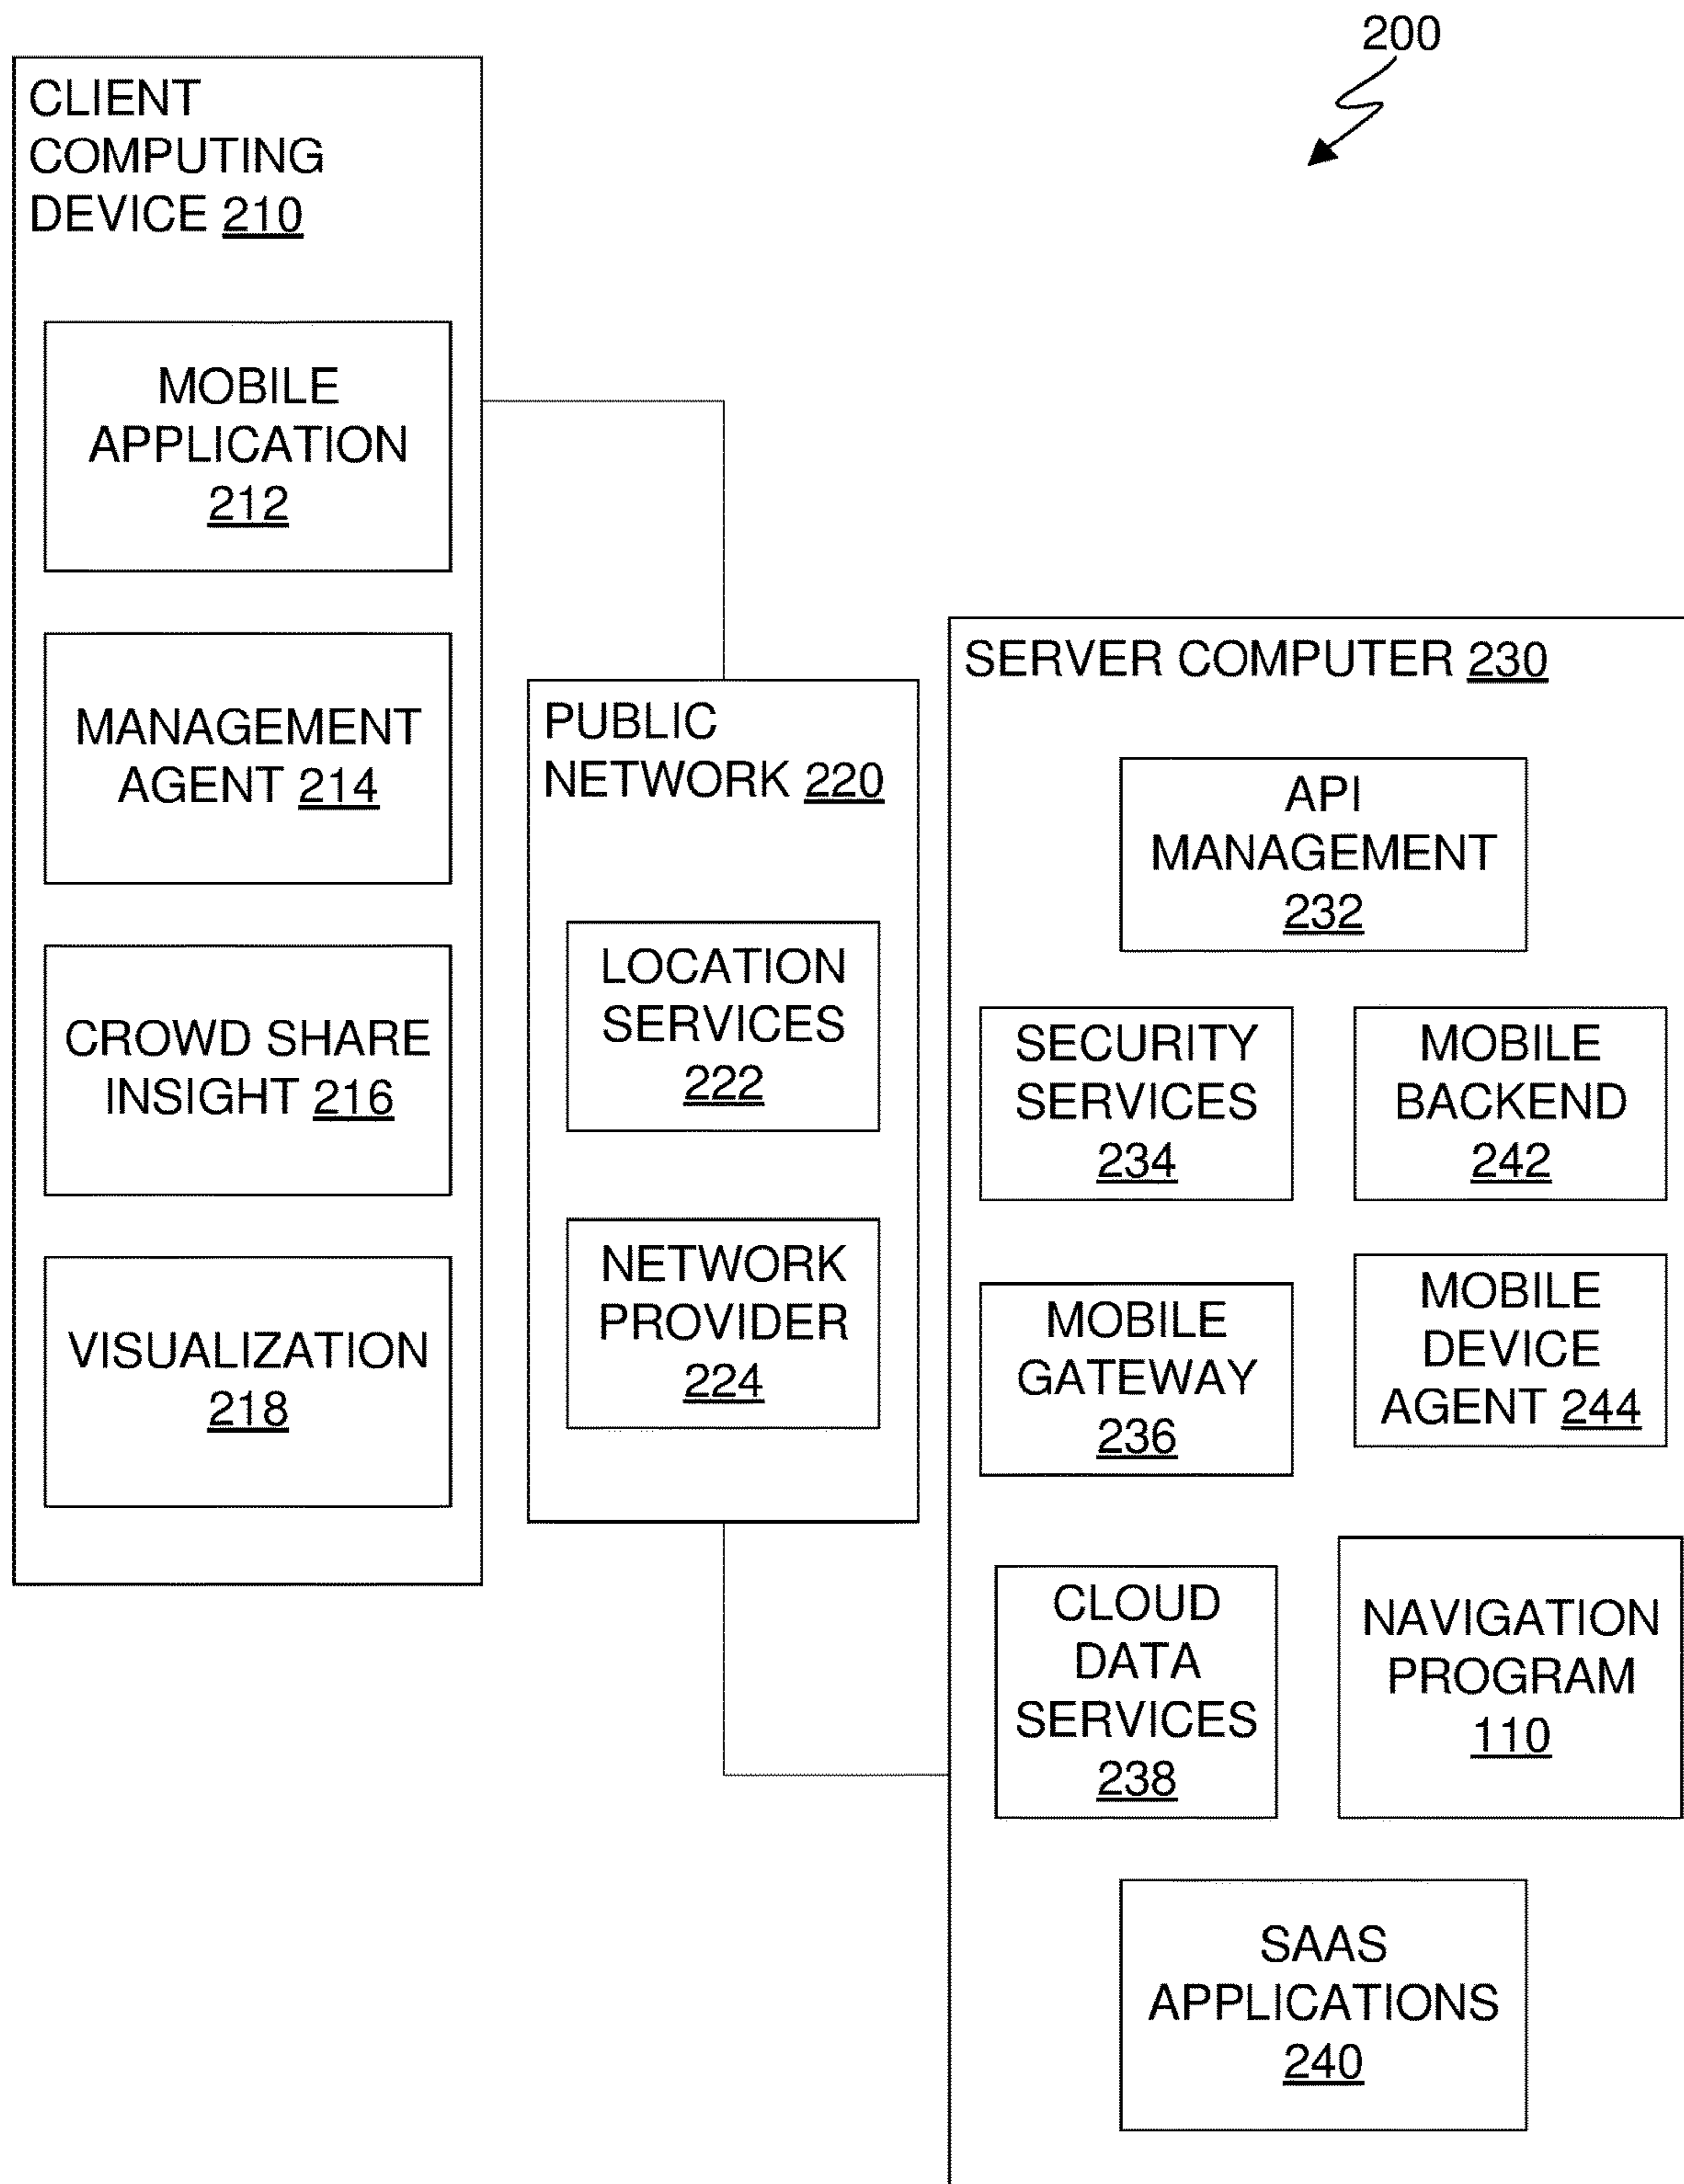 200
CLIENT
COMPUTING
DEVICE 210
MOBILE
APPLICATION
212
MANAGEMENT
AGENT 214
CROWD SHARE
INSIGHT 216
VISUALIZATION
218
PUBLIC
NETWORK 220
LOCATION
SERVICES
222
NETWORK
PROVIDER
224
SERVER COMPUTER 230
API
MANAGEMENT
232
SECURITY
SERVICES
234
MOBILE
BACKEND
242
MOBILE
GATEWAY
236
MOBILE
DEVICE
AGENT 244
CLOUD
DATA
SERVICES
238
NAVIGATION
PROGRAM
110
SAAS
APPLICATIONS
240